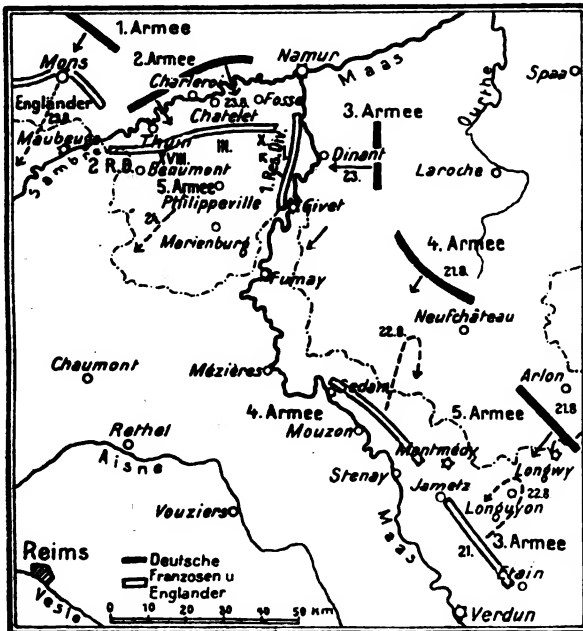 1. Armee
2. Armee
Namur
Maas
Mons
Charleroi
Spaa
Ourthe
Engländer
23.8.
Chatelet
23.8.
Fosse
3. Armee
Maubeuge
Thuin
Sambre
2 R.D.
XVIII.
III.
X.
1. Res. Div.
Dinant
23.
Laroche
Beaumont
5. Armee
Philippeville
Givet
4. Armee
21.8.
Marienburg
Fumay
Neufchâteau
22.8.
Chaumont
Mézières
Sedan
Arlon
4. Armee
Mouzon
5. Armee
21.8
Rethel
Aisne
Montmédy
Longwy
Stenay
Jametz
22.8
Longuyon
Vouziers
Maas
21.
3. Armee
Etain
Reims
Vesle
Deutsche
Franzosen u
Engländer
0 10 20 30 40 50 km
Verdun